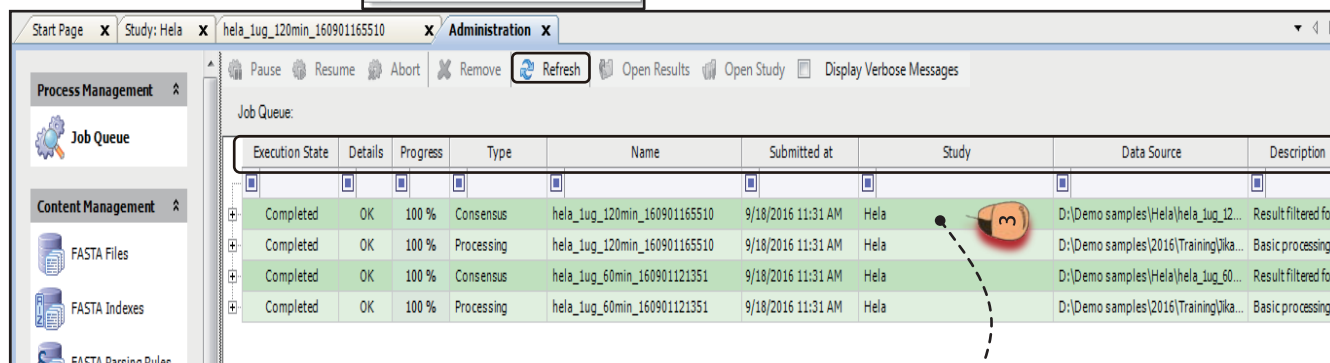 Start Page x Study: Hela x hela_1ug_120min_160901165510 x Administration x
Process Management
Job Queue
Content Management
FASTA Files
FASTA Indexes
FASTA Parsing Rules
Pause Resume Abort Remove Refresh Open Results Open Study Display Verbose Messages
Job Queue:
Execution State Details Progress Type Name Submitted at Study Data Source Description
Completed OK 100 % Consensus hela_1ug_120min_160901165510 9/18/2016 11:31 AM Hela D:\Demo samples\Hela\hela_1ug_12... Result filtered fo
Completed OK 100 % Processing hela_1ug_120min_160901165510 9/18/2016 11:31 AM Hela D:\Demo samples\2016\Training\Jika... Basic processing
Completed OK 100 % Consensus hela_1ug_60min_160901121351 9/18/2016 11:31 AM Hela D:\Demo samples\Hela\hela_1ug_60... Result filtered fo
Completed OK 100 % Processing hela_1ug_60min_160901121351 9/18/2016 11:31 AM Hela D:\Demo samples\2016\Training\Jika... Basic processing
3